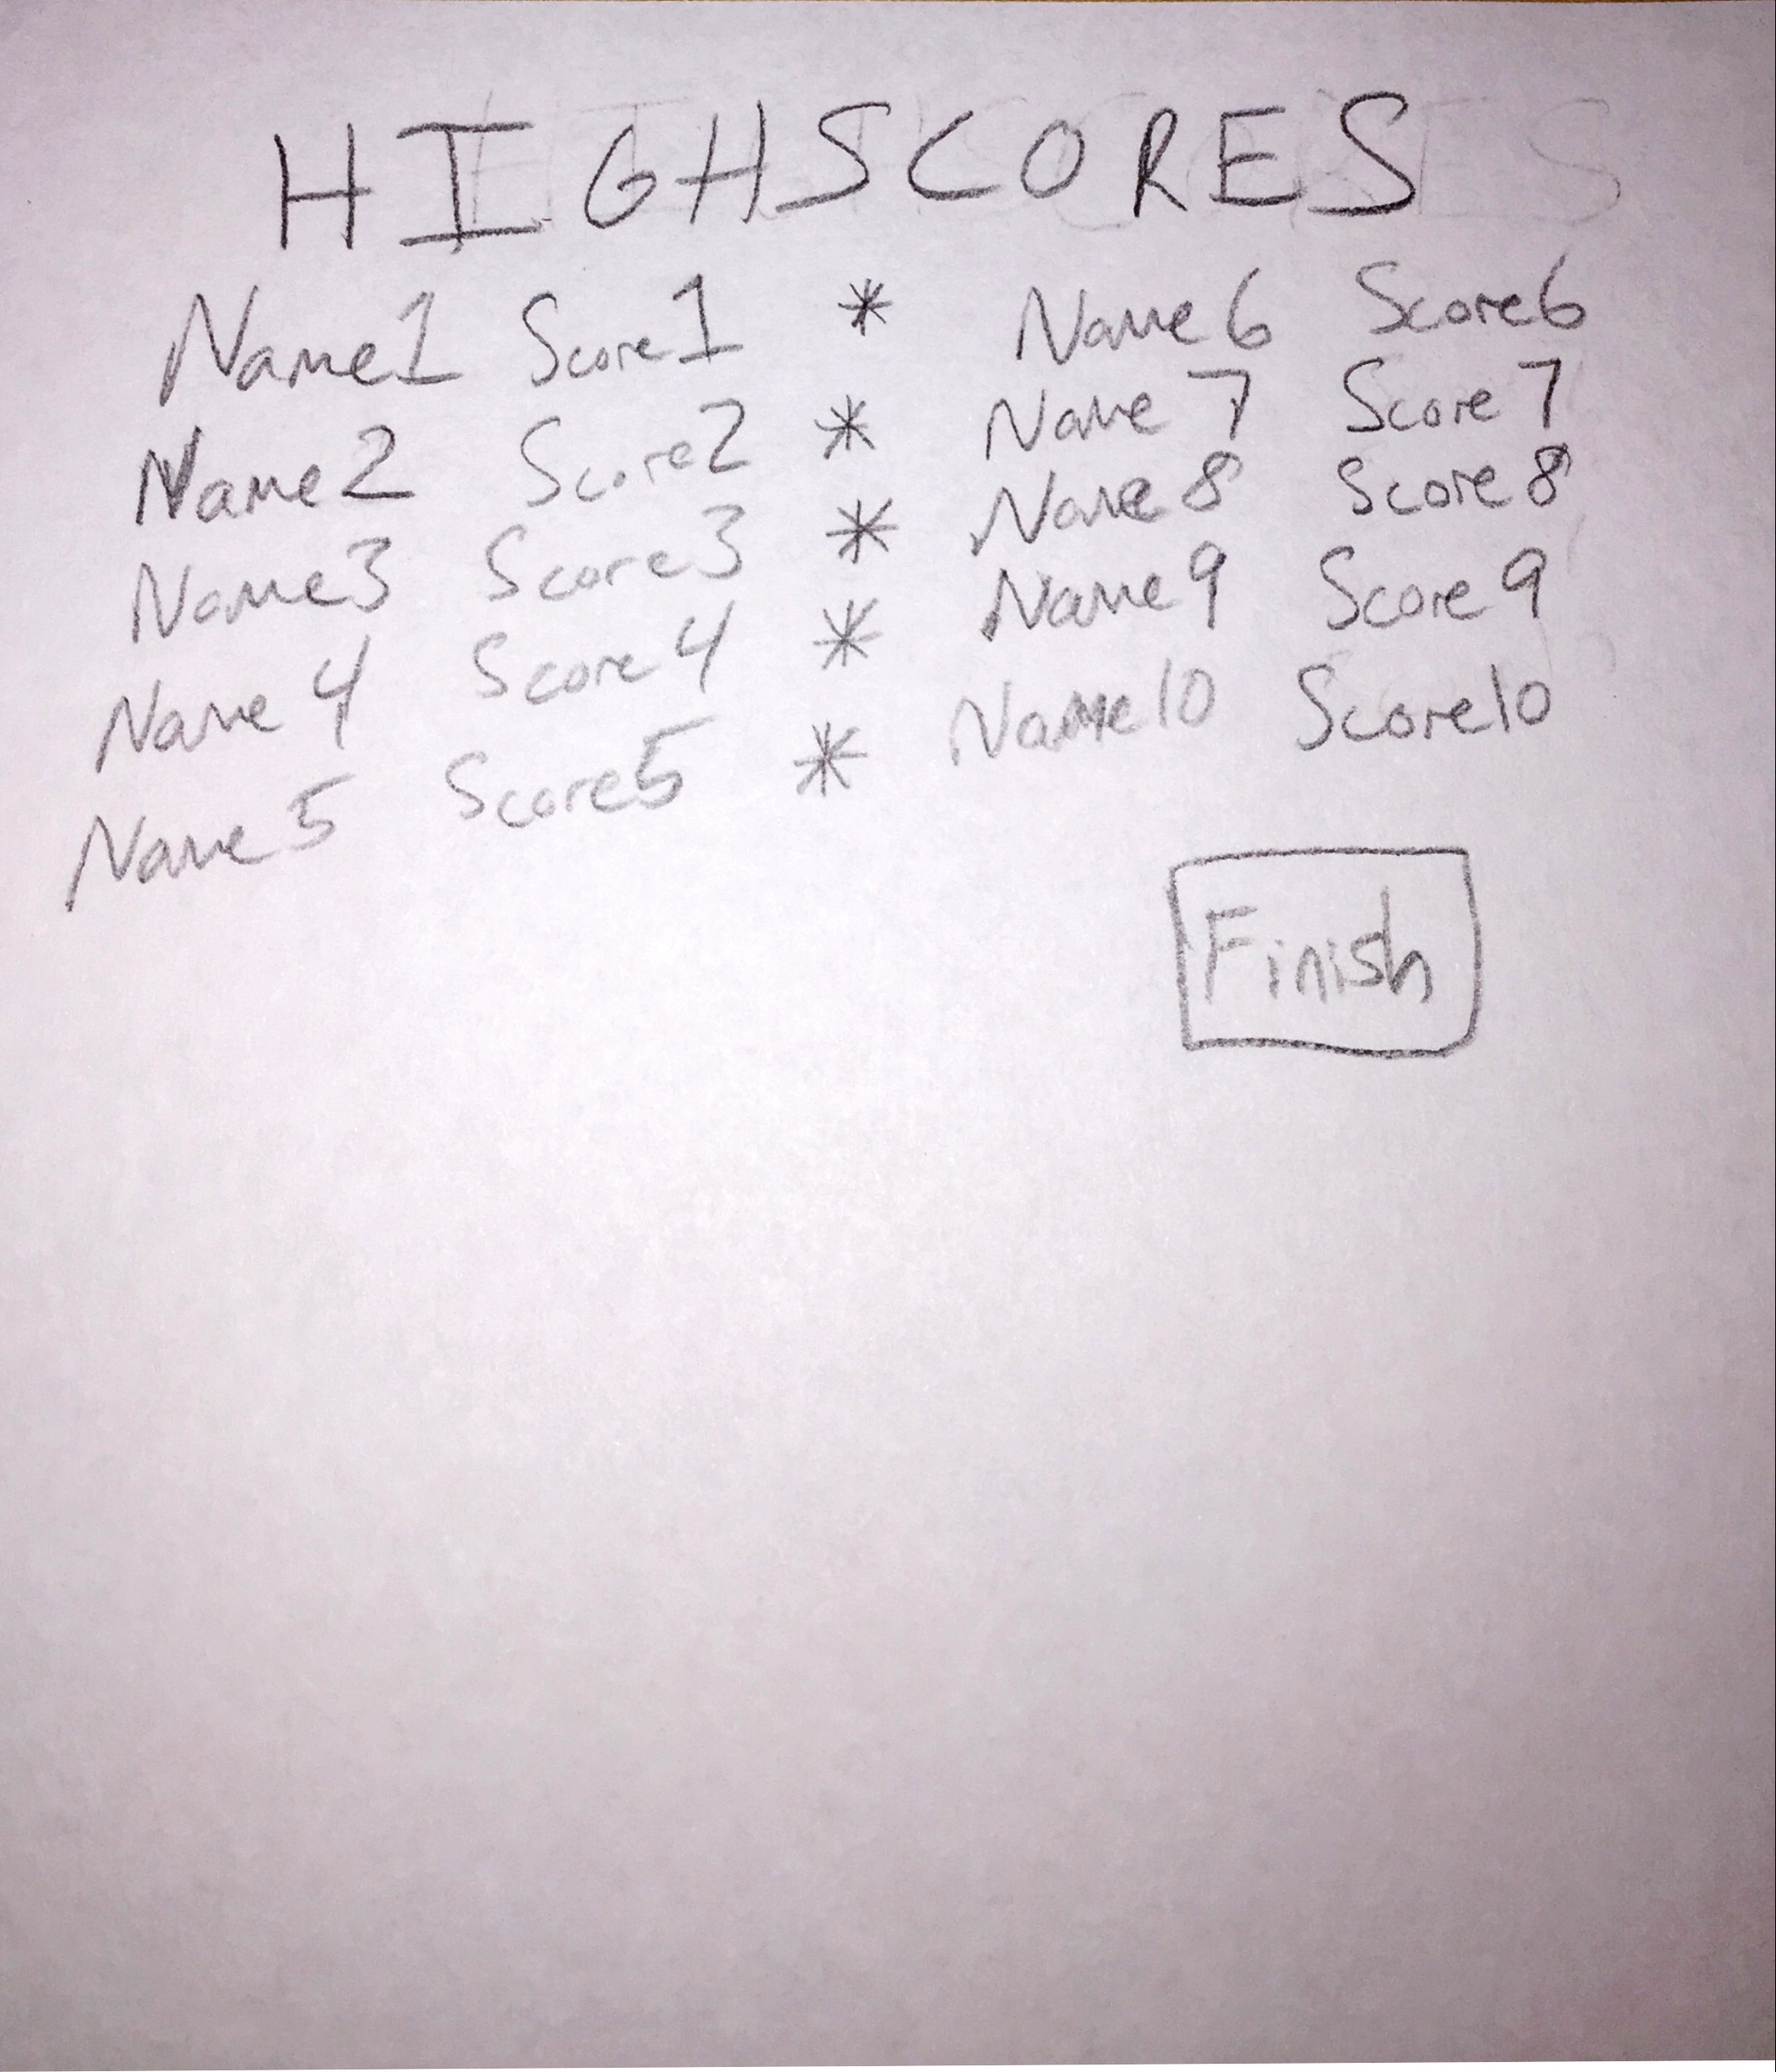 HIGHSCORES
Name1 Score1 * Name6 Score6
Name2 Score2 * Name7 Score7
Name3 Score3 * Name8 Score8
Name4 Score4 * Name9 Score9
Name5 Score5 * Name10 Score10
Finish